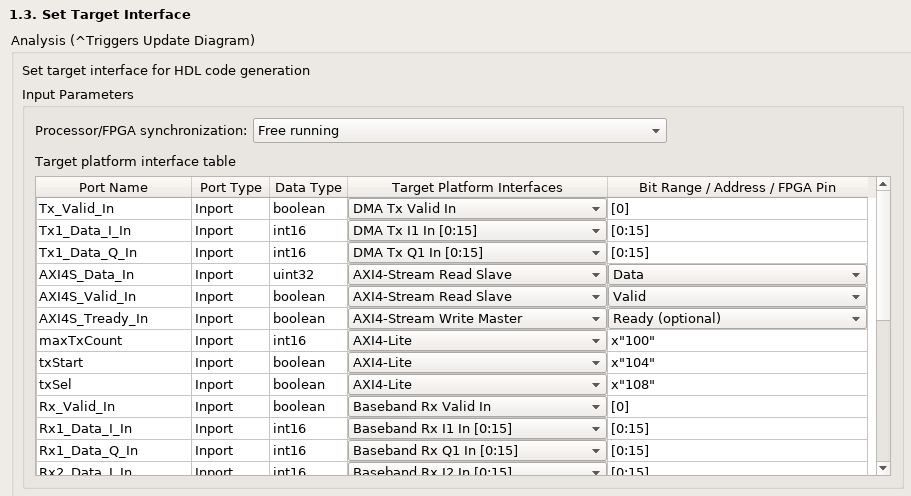 1.3. Set Target Interface
Analysis (^Triggers Update Diagram)
Set target interface for HDL code generation
Input Parameters
Processor/FPGA synchronization: Free running
Target platform interface table
Port Name Port Type Data Type Target Platform Interfaces Bit Range / Address / FPGA Pin
Tx_Valid_In Inport boolean DMA Tx Valid In [0]
Tx1_Data_I_In Inport int16 DMA Tx I1 In [0:15] [0:15]
Tx1_Data_Q_In Inport int16 DMA Tx Q1 In [0:15] [0:15]
AXI4S_Data_In Inport uint32 AXI4-Stream Read Slave Data
AXI4S_Valid_In Inport boolean AXI4-Stream Read Slave Valid
AXI4S_Tready_In Inport boolean AXI4-Stream Write Master Ready (optional)
maxTxCount Inport int16 AXI4-Lite x"100"
txStart Inport boolean AXI4-Lite x"104"
txSel Inport boolean AXI4-Lite x"108"
Rx_Valid_In Inport boolean Baseband Rx Valid In [0]
Rx1_Data_I_In Inport int16 Baseband Rx I1 In [0:15] [0:15]
Rx1_Data_Q_In Inport int16 Baseband Rx Q1 In [0:15] [0:15]
Rx2_Data_I_In Inport int16 Baseband Rx I2 In [0:15] [0:15]